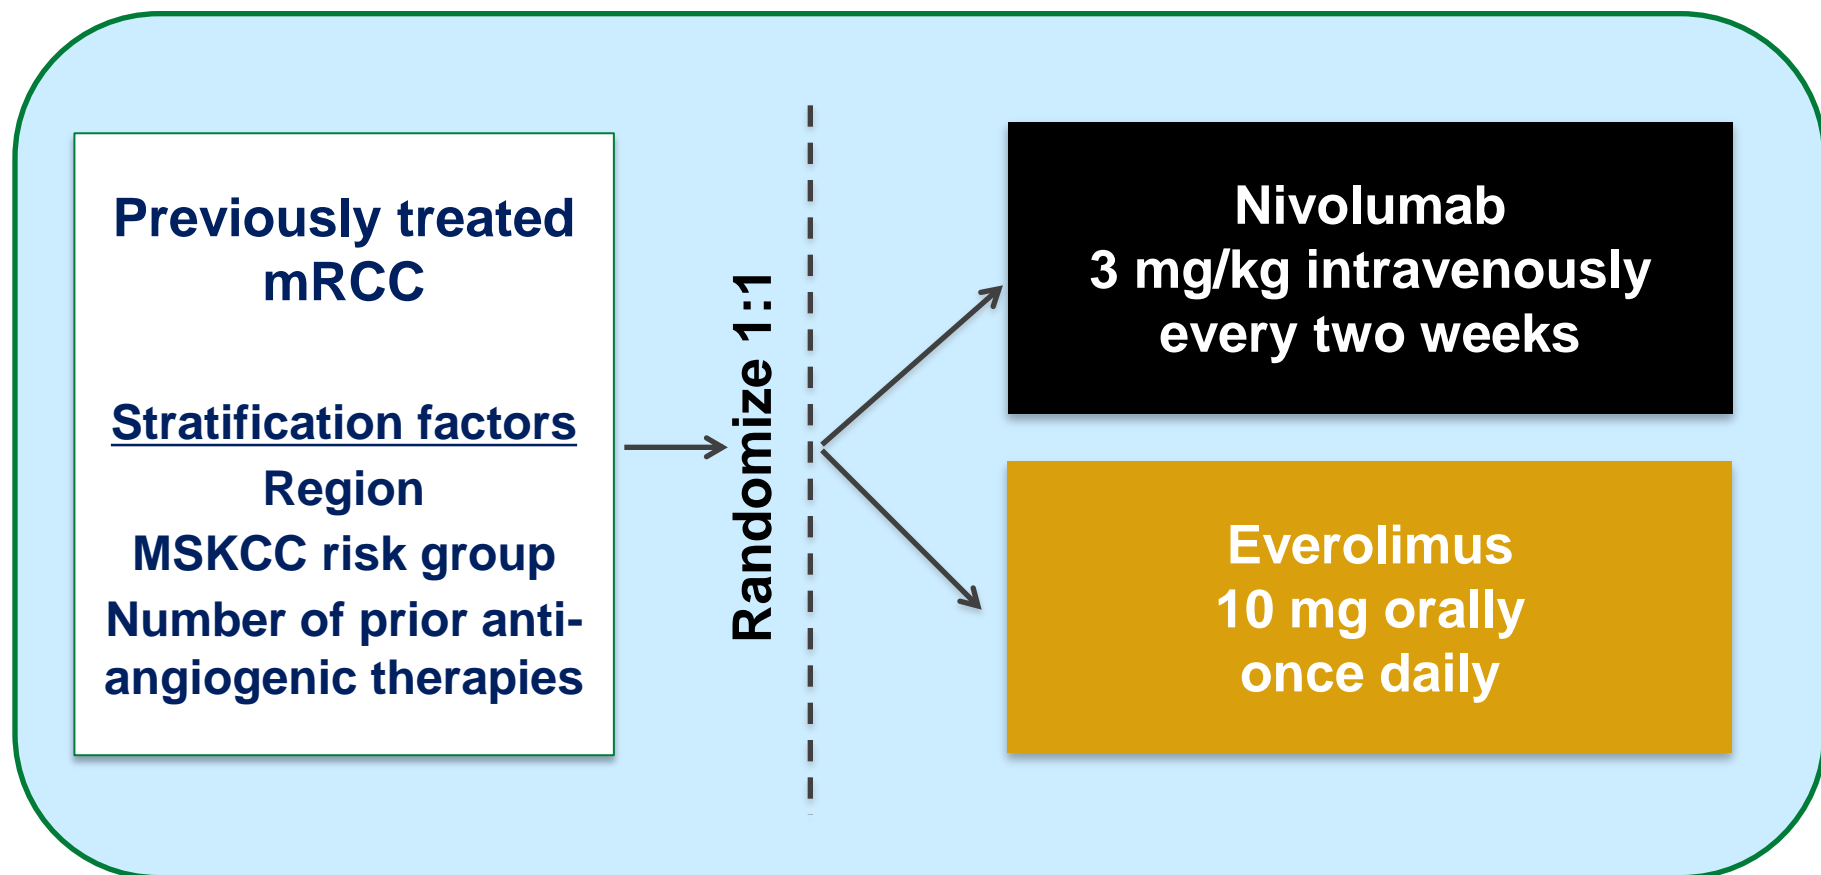 Previously treated
mRCC
Stratification factors
Region
MSKCC risk group
Number of prior anti-
angiogenic therapies
Randomize 1:1
Nivolumab
3 mg/kg intravenously
every two weeks
Everolimus
10 mg orally
once daily